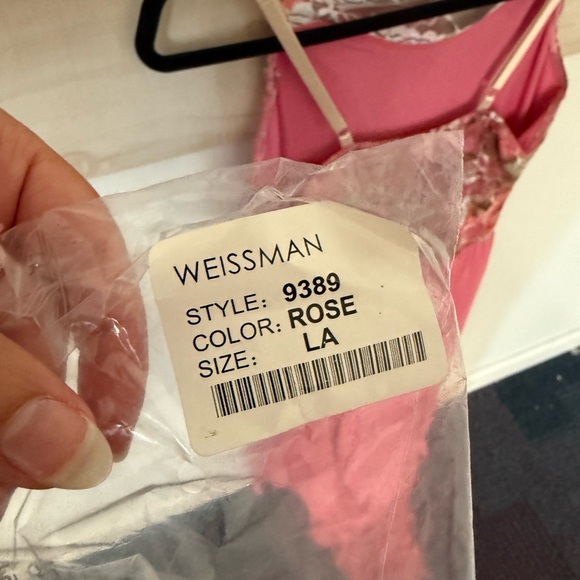 WEISSMAN
STYLE: 9389
COLOR: ROSE
SIZE: LA